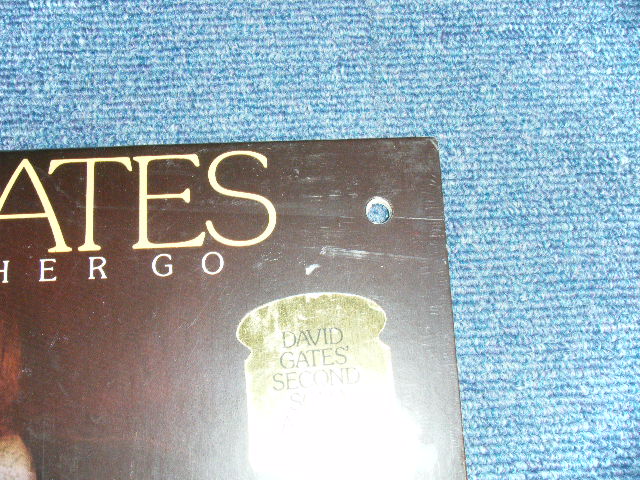 ATES
HER GO
DAVID
GATES'
SECOND